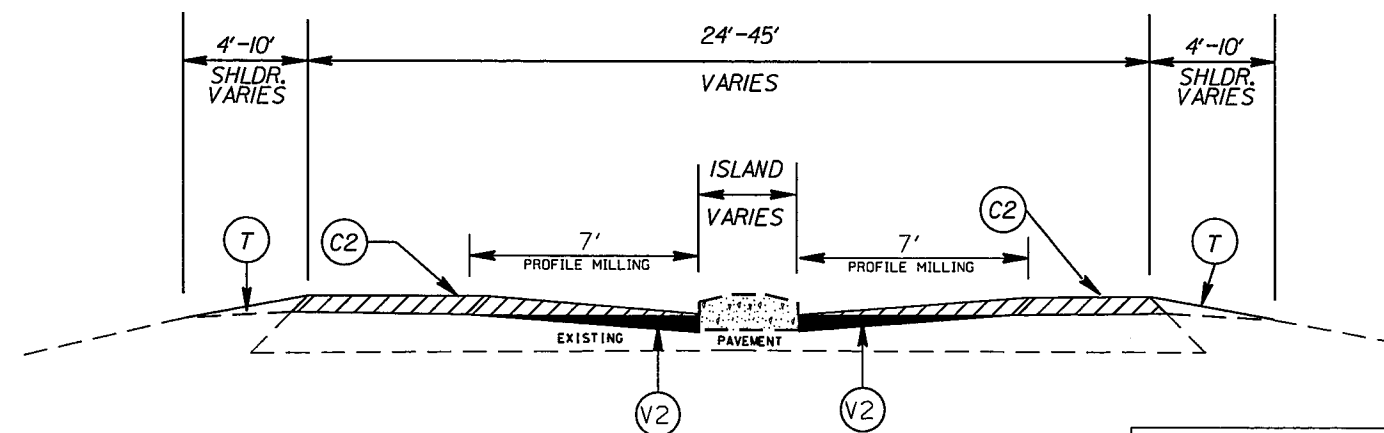 4'-10'
SHLDR.
VARIES
24'-45'
VARIES
4'-10'
SHLDR.
VARIES
ISLAND
VARIES
T
C2
7'
PROFILE MILLING
7'
PROFILE MILLING
C2
T
EXISTING PAVEMENT
V2
V2